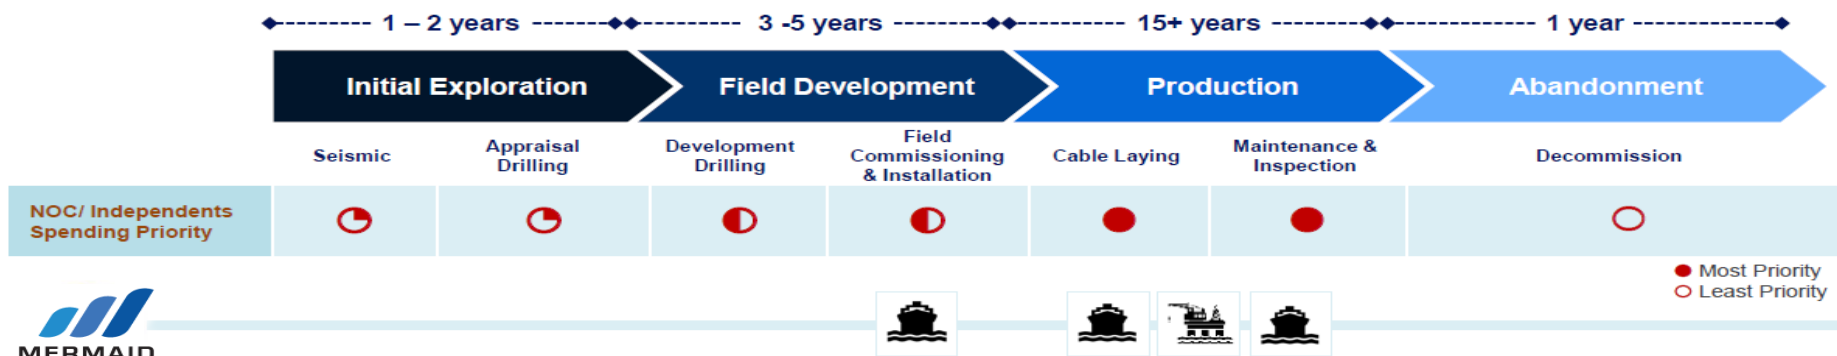 1 – 2 years
3 -5 years
15+ years
1 year
Initial Exploration
Field Development
Production
Abandonment
Seismic
Appraisal
Drilling
Development
Drilling
Field
Commissioning
& Installation
Cable Laying
Maintenance &
Inspection
Decommission
NOC/ Independents
Spending Priority
Most Priority
Least Priority
MERMAID